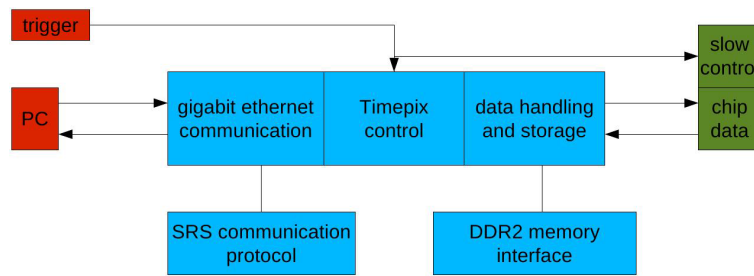 trigger
slow
contro
PC
gigabit ethernet
communication
Timepix
control
data handling
and storage
chip
data
SRS communication
protocol
DDR2 memory
interface